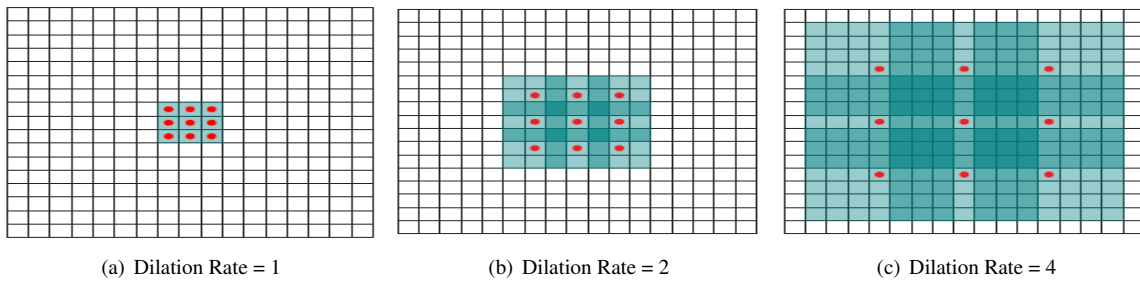 (a) Dilation Rate = 1
(b) Dilation Rate = 2
(c) Dilation Rate = 4